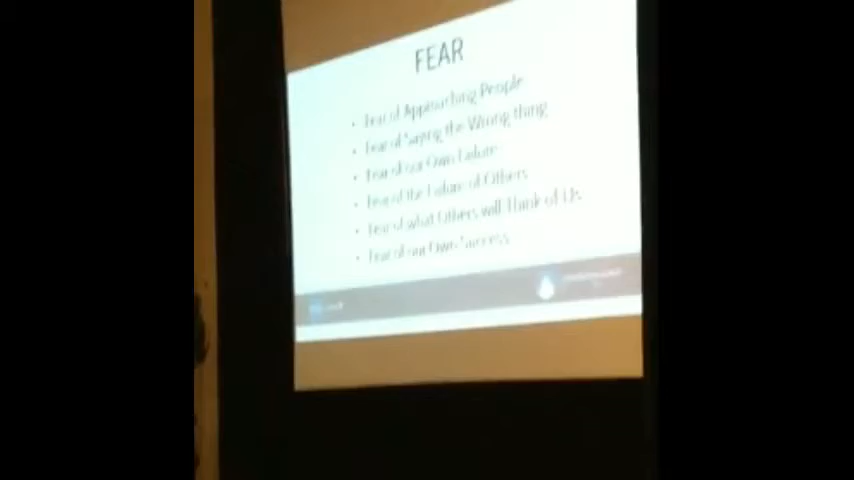 FEAR
• Fear of Approaching People
• Fear of Saying the Wrong thing
• Fear of our Own Failure
• Fear of the Failure of Others
• Fear of what Others will Think of Us
• Fear of our Own Success